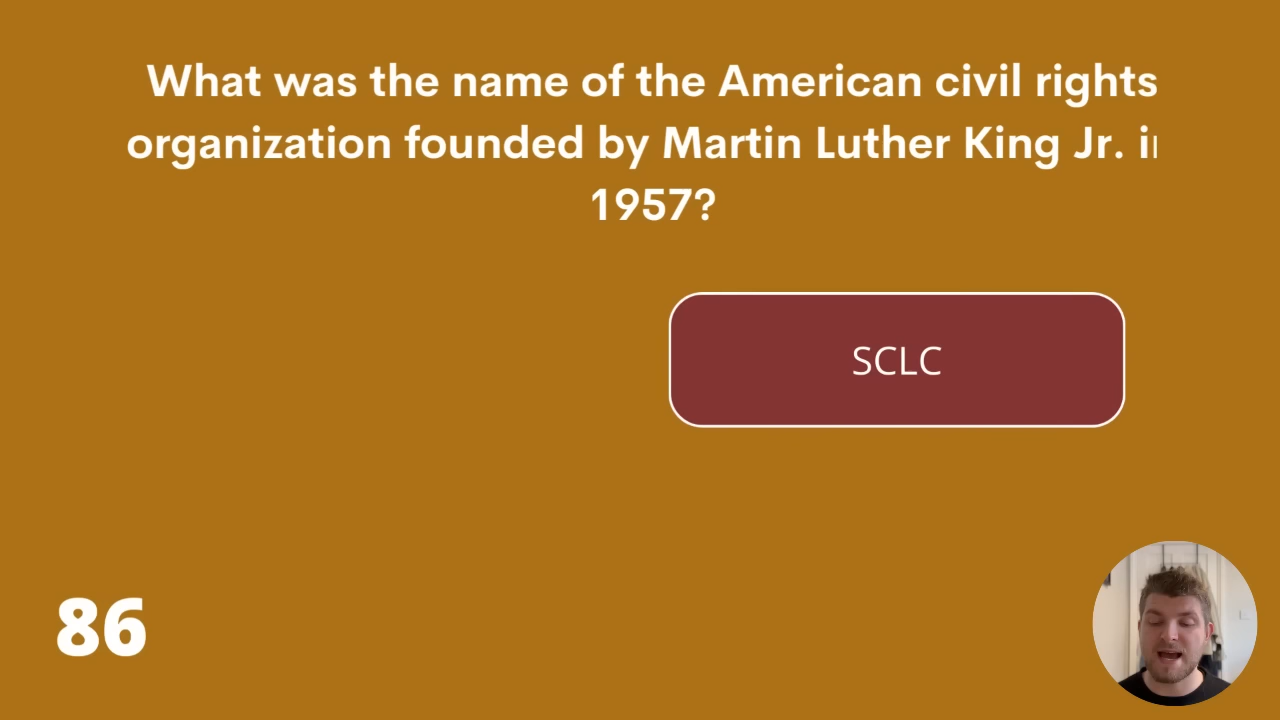 What was the name of the American civil rights
organization founded by Martin Luther King Jr. i
1957?
SCLC
86